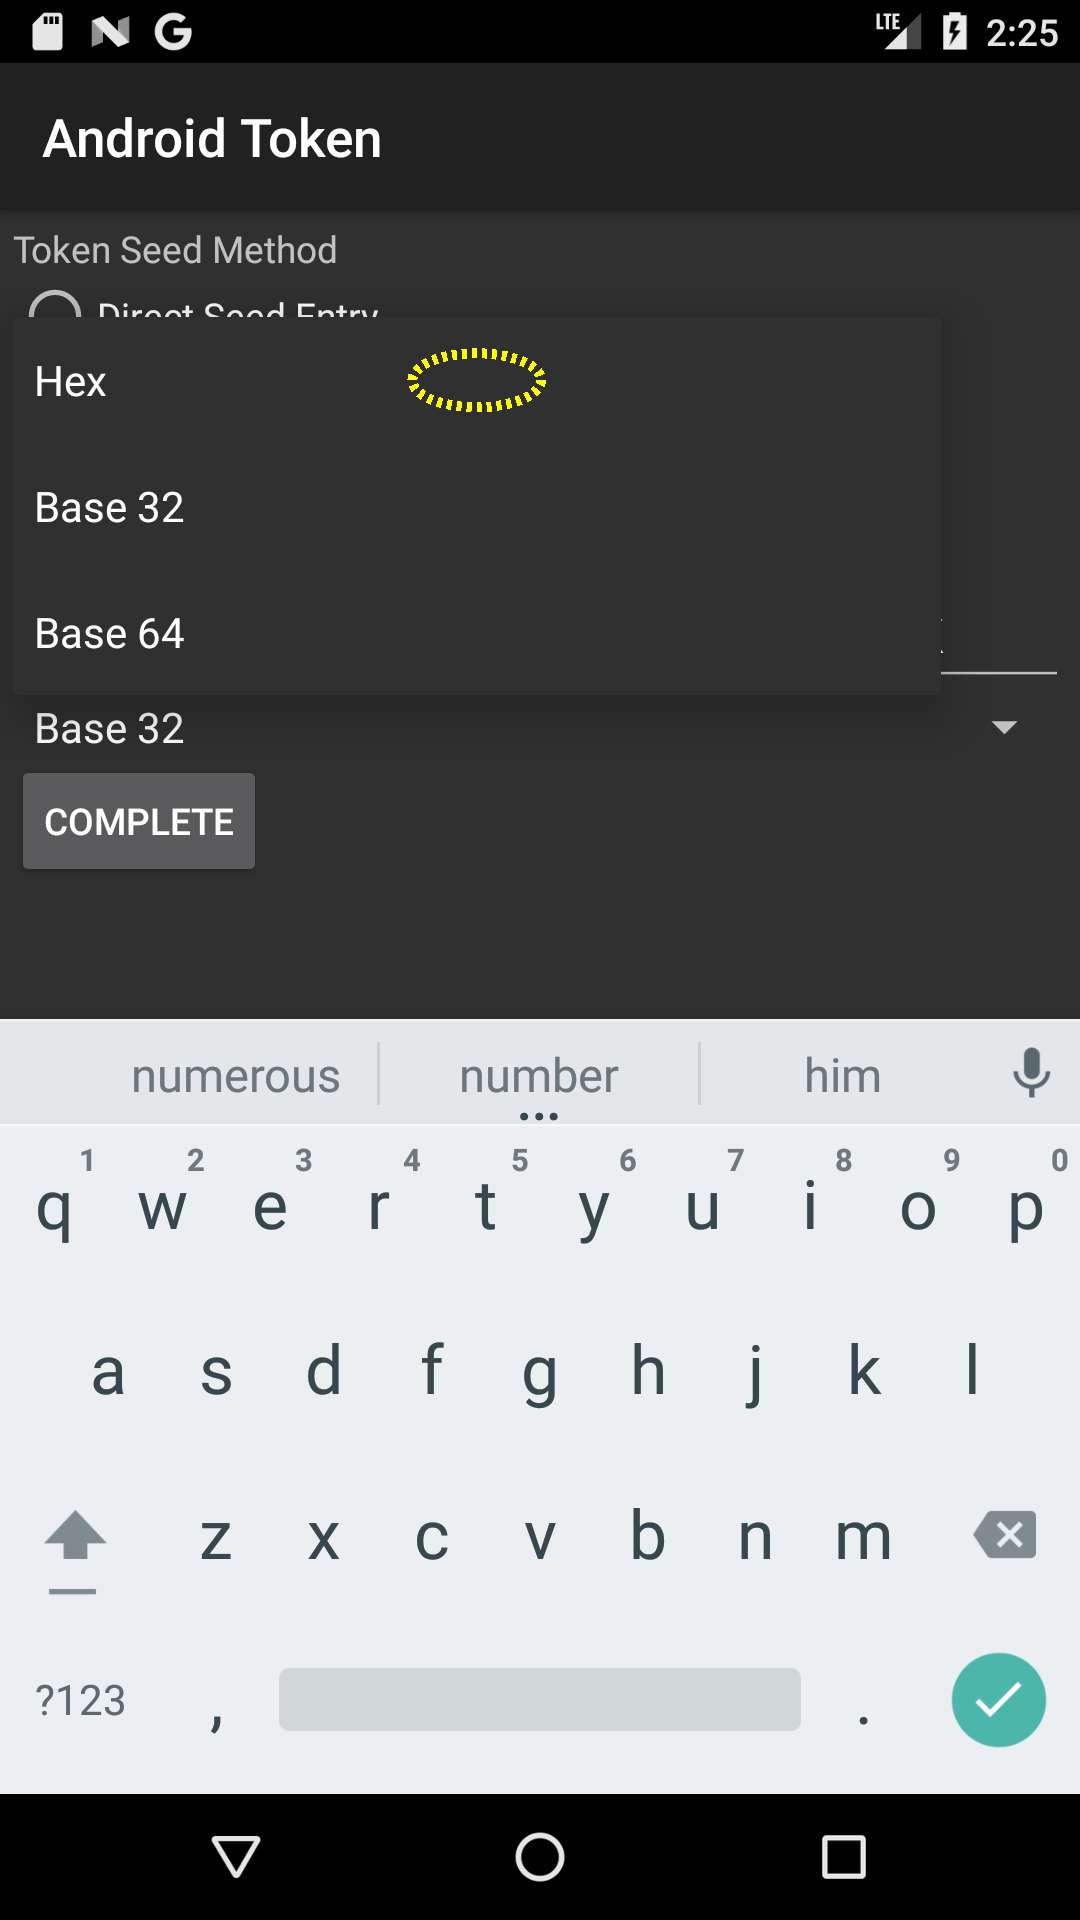 LTE 2:25
Android Token
Token Seed Method
Direct Seed Entry
Hex
Base 32
Base 64
Base 32
COMPLETE
numerous number him
1 2 3 4 5 6 7 8 9 0
q w e r t y u i o p
a s d f g h j k l
z x c v b n m
?123 , .